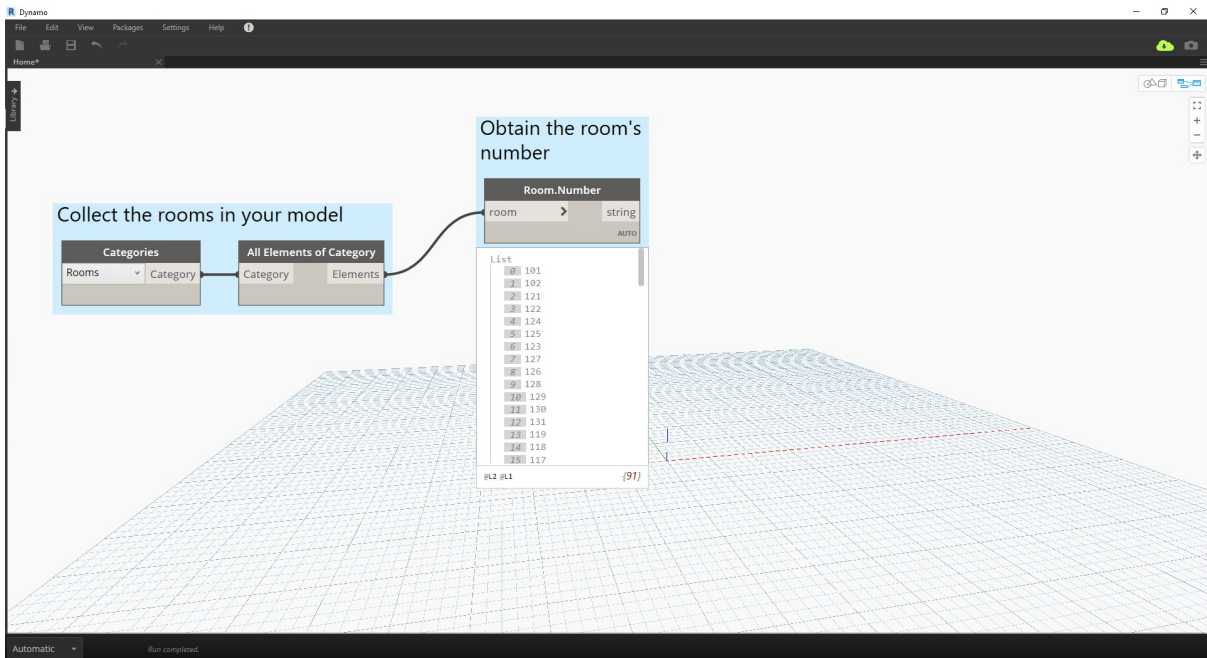 Dynamo
File Edit View Packages Settings Help
Home*
Library
Obtain the room's
number
Room.Number
room > string
AUTO
Collect the rooms in your model
Categories
Rooms Category
All Elements of Category
Category Elements
List
0 101
1 102
2 121
3 122
4 124
5 125
6 123
7 127
8 126
9 128
10 129
11 130
12 131
13 119
14 118
15 117
@L2 @L1 {91}
Automatic Run completed.